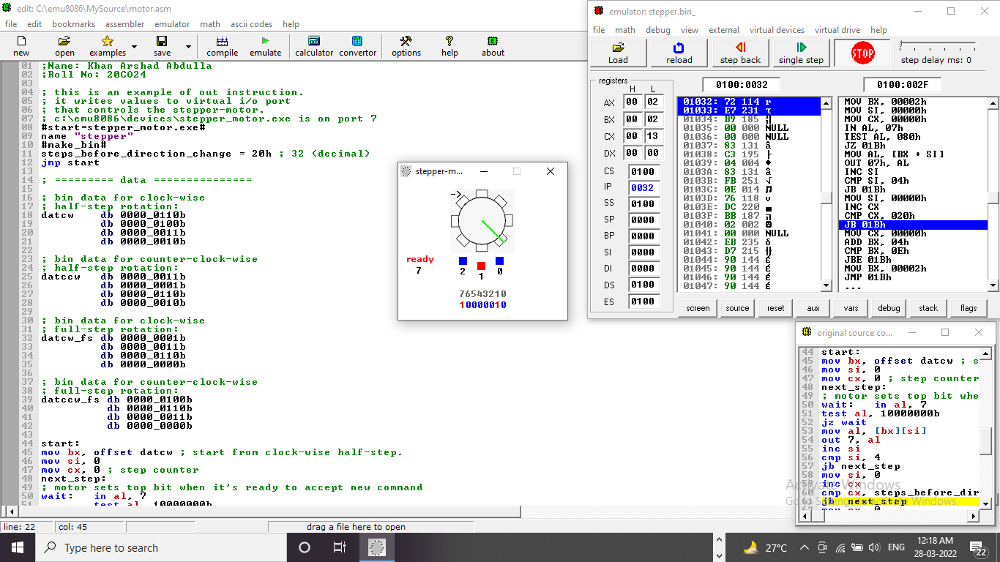 edit: C:\emu8086\MySource\motor.asm
file edit bookmarks assembler emulator math ascii codes help
new open examples save compile emulate calculator convertor options help about
01 ;Name: Khan Arshad Abdulla
02 ;Roll No: 20CO24
03
04 ; this is an example of out instruction.
05 ; it writes values to virtual i/o port
06 ; that controls the stepper-motor.
07 ; c:\emu8086\devices\stepper_motor.exe is on port 7
08 #start=stepper_motor.exe#
09 name "stepper"
10 #make_bin#
11 steps_before_direction_change = 20h ; 32 (decimal)
12 jmp start
13
14 ; ========= data ===============
15
16 ; bin data for clock-wise
17 ; half-step rotation:
18 datcw db 0000_0110b
19 db 0000_0100b
20 db 0000_0011b
21 db 0000_0010b
22
23 ; bin data for counter-clock-wise
24 ; half-step rotation:
25 datccw db 0000_0011b
26 db 0000_0001b
27 db 0000_0110b
28 db 0000_0010b
29
30 ; bin data for clock-wise
31 ; full-step rotation:
32 datcw_fs db 0000_0001b
33 db 0000_0011b
34 db 0000_0110b
35 db 0000_0000b
36
37 ; bin data for counter-clock-wise
38 ; full-step rotation:
39 datccw_fs db 0000_0100b
40 db 0000_0110b
41 db 0000_0011b
42 db 0000_0000b
43
44 start:
45 mov bx, offset datcw ; start from clock-wise half-step.
46 mov si, 0
47 mov cx, 0 ; step counter
48 next_step:
49 ; motor sets top bit when it's ready to accept new command
50 wait: in al, 7
51 test al, 10000000b
line: 22 col: 45 drag a file here to open
stepper-m...
->
ready
7
2 1 0
76543210
10000010
emulator: stepper.bin_
file math debug view external virtual devices virtual drive help
Load reload step back single step STOP step delay ms: 0
registers
H L
AX 00 02
BX 00 02
CX 00 13
DX 00 00
CS 0100
IP 0032
SS 0100
SP 0000
BP 0000
SI 0000
DI 0000
DS 0100
ES 0100
0100:0032
01032: 72 114 r
01033: E7 231 τ
01034: B9 185 ╣
01035: 00 000 NULL
01036: 00 000 NULL
01037: 83 131 â
01038: C3 195 ├
01039: 04 004 ♦
0103A: 83 131 â
0103B: FB 251 √
0103C: 0E 014 ♫
0103D: 76 118 v
0103E: DC 220 ▄
0103F: BB 187 ╗
01040: 02 002 ☻
01041: 00 000 NULL
01042: EB 235 δ
01043: D7 215 ╫
01044: 90 144 É
01045: 90 144 É
01046: 90 144 É
01047: 90 144 É
0100:002F
MOV BX, 00002h
MOV SI, 00000h
MOV CX, 00000h
IN AL, 07h
TEST AL, 080h
JZ 01Bh
MOV AL, [BX + SI]
OUT 07h, AL
INC SI
CMP SI, 04h
JB 01Bh
MOV SI, 00000h
INC CX
CMP CX, 020h
JB 01Bh
MOV CX, 00000h
ADD BX, 04h
CMP BX, 0Eh
JBE 01Bh
MOV BX, 00002h
JMP 01Bh
...
screen source reset aux vars debug stack flags
original source co...
44 start:
45 mov bx, offset datcw ; s
46 mov si, 0
47 mov cx, 0 ; step counter
48 next_step:
49 ; motor sets top bit whe
50 wait: in al, 7
51 test al, 10000000b
52 jz wait
53 mov al, [bx][si]
54 out 7, al
55 inc si
56 cmp si, 4
57 jb next_step
58 mov si, 0
59 inc cx
60 cmp cx, steps_before_dir
61 jb next_step
62 mov cx, 0
Activate Windows
Type here to search
27°C ENG 12:18 AM
28-03-2022
22